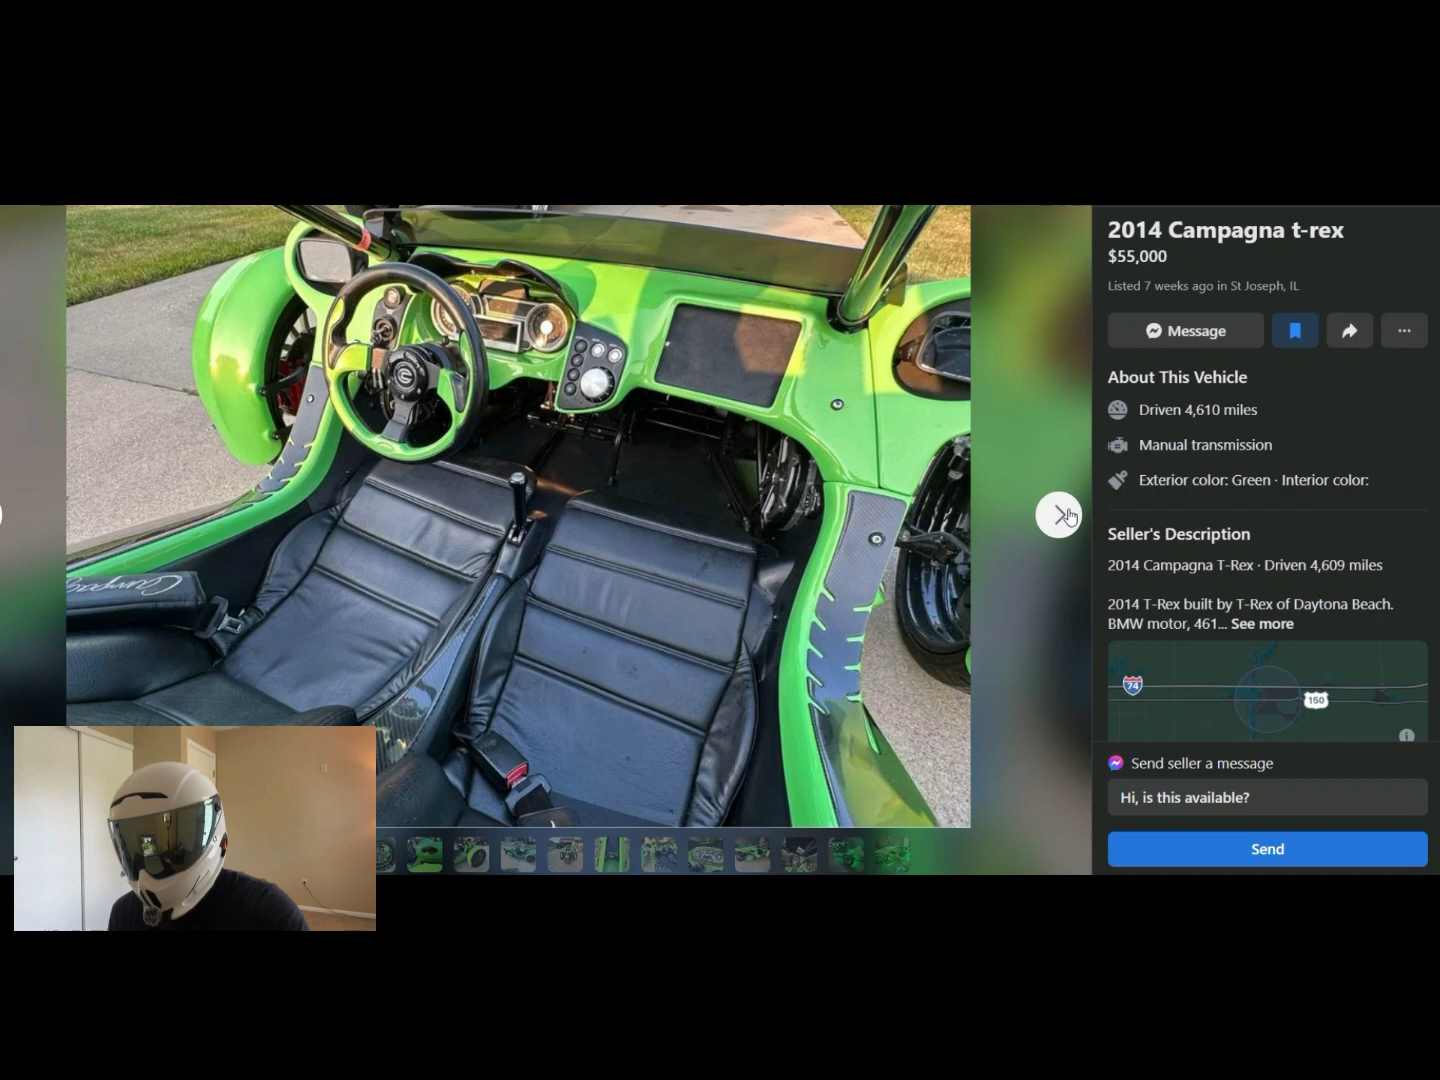 2014 Campagna t-rex
$55,000
Listed 7 weeks ago in St Joseph, IL
Message
About This Vehicle
Driven 4,610 miles
Manual transmission
Exterior color: Green · Interior color:
Seller's Description
2014 Campagna T-Rex · Driven 4,609 miles
2014 T-Rex built by T-Rex of Daytona Beach.
BMW motor, 461... See more
74
150
Send seller a message
Hi, is this available?
Send